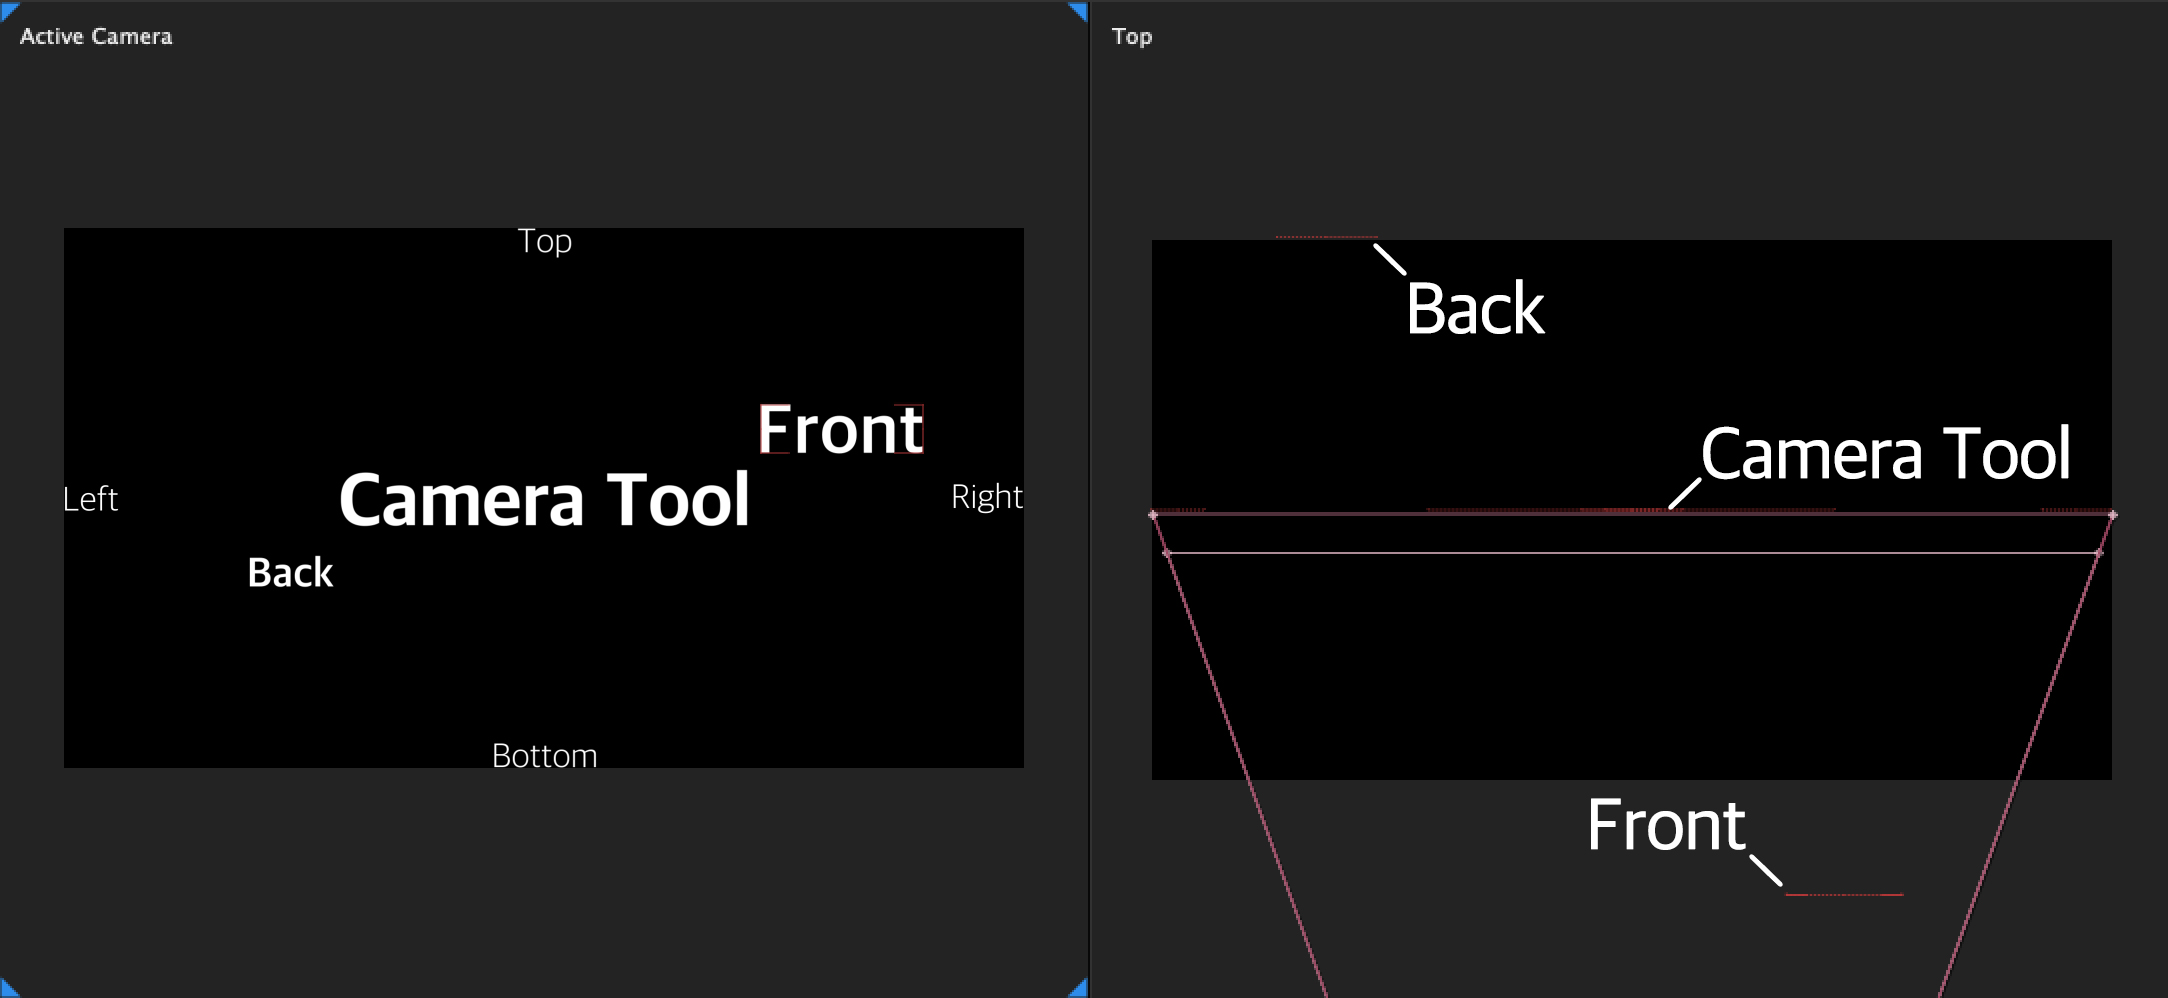 Active Camera
Top
Front
Left
Camera Tool
Right
Back
Bottom
Top
Back
Camera Tool
Front